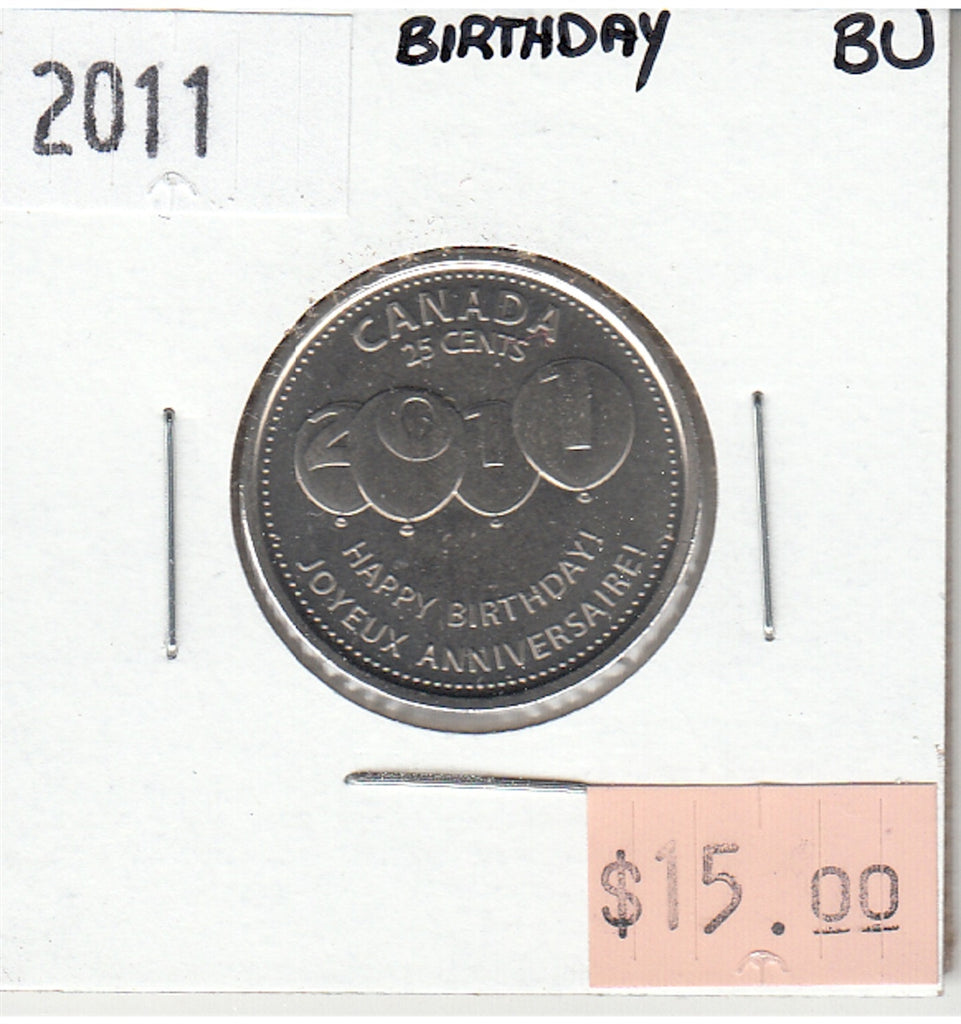 BIRTHDAY BU
2011
CANADA
25 CENTS
2011
HAPPY BIRTHDAY!
JOYEUX ANNIVERSAIRE!
$15.00